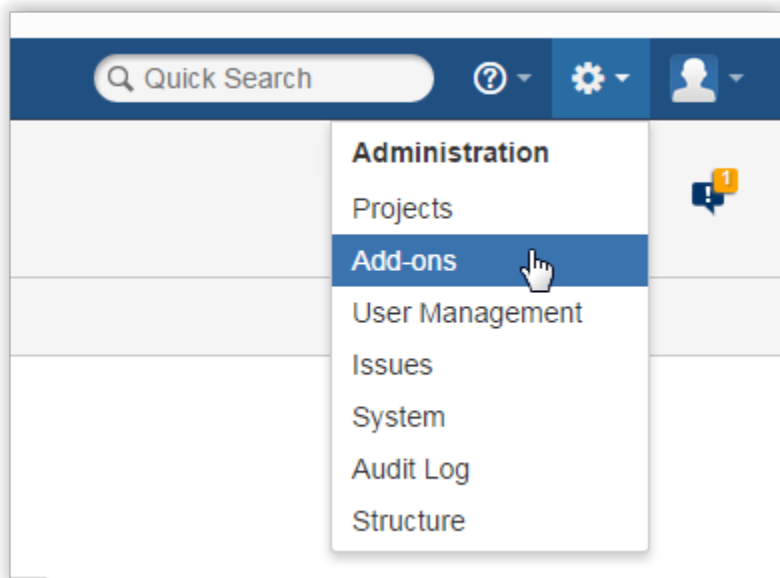 Quick Search
Administration
1
Projects
Add-ons
User Management
Issues
System
Audit Log
Structure